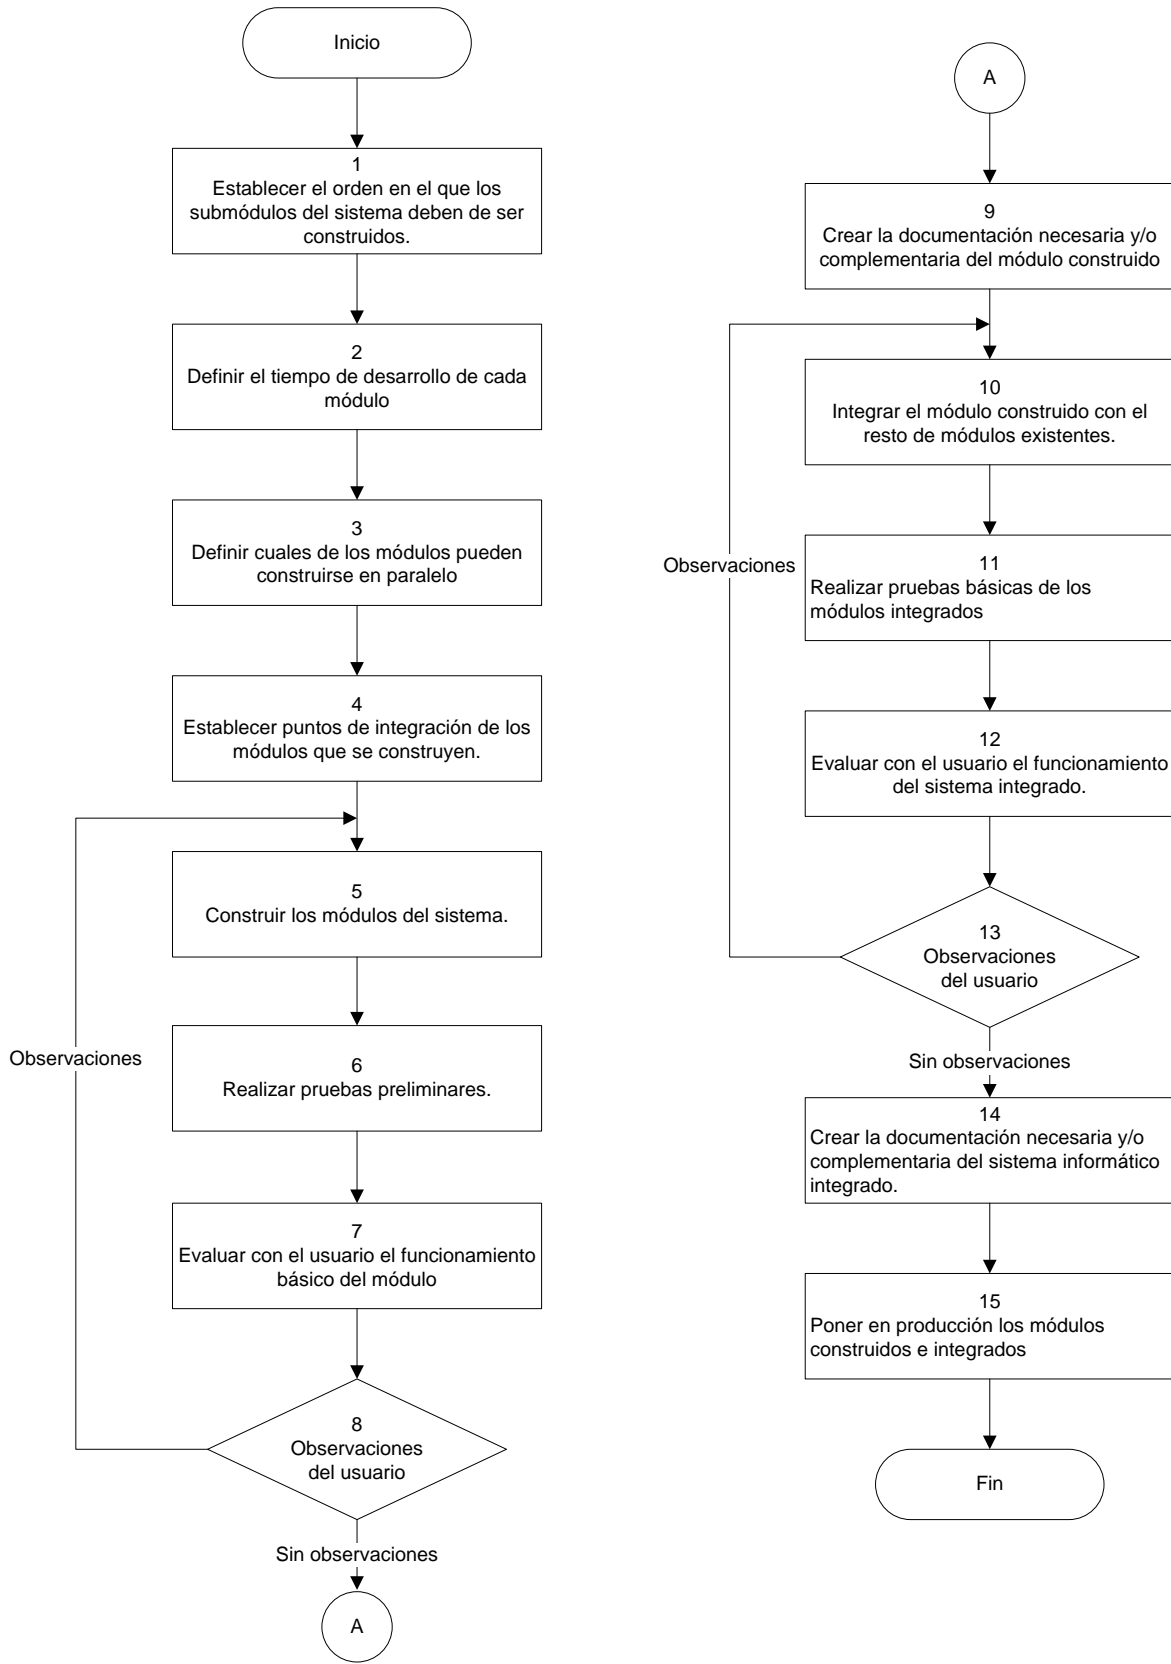 Inicio
1
Establecer el orden en el que los
submódulos del sistema deben de ser
construidos.
2
Definir el tiempo de desarrollo de cada
módulo
3
Definir cuales de los módulos pueden
construirse en paralelo
4
Establecer puntos de integración de los
módulos que se construyen.
5
Construir los módulos del sistema.
Observaciones
6
Realizar pruebas preliminares.
7
Evaluar con el usuario el funcionamiento
básico del módulo
8
Observaciones
del usuario
Sin observaciones
A
A
9
Crear la documentación necesaria y/o
complementaria del módulo construido
10
Integrar el módulo construido con el
resto de módulos existentes.
Observaciones
11
Realizar pruebas básicas de los
módulos integrados
12
Evaluar con el usuario el funcionamiento
del sistema integrado.
13
Observaciones
del usuario
Sin observaciones
14
Crear la documentación necesaria y/o
complementaria del sistema informático
integrado.
15
Poner en producción los módulos
construidos e integrados
Fin